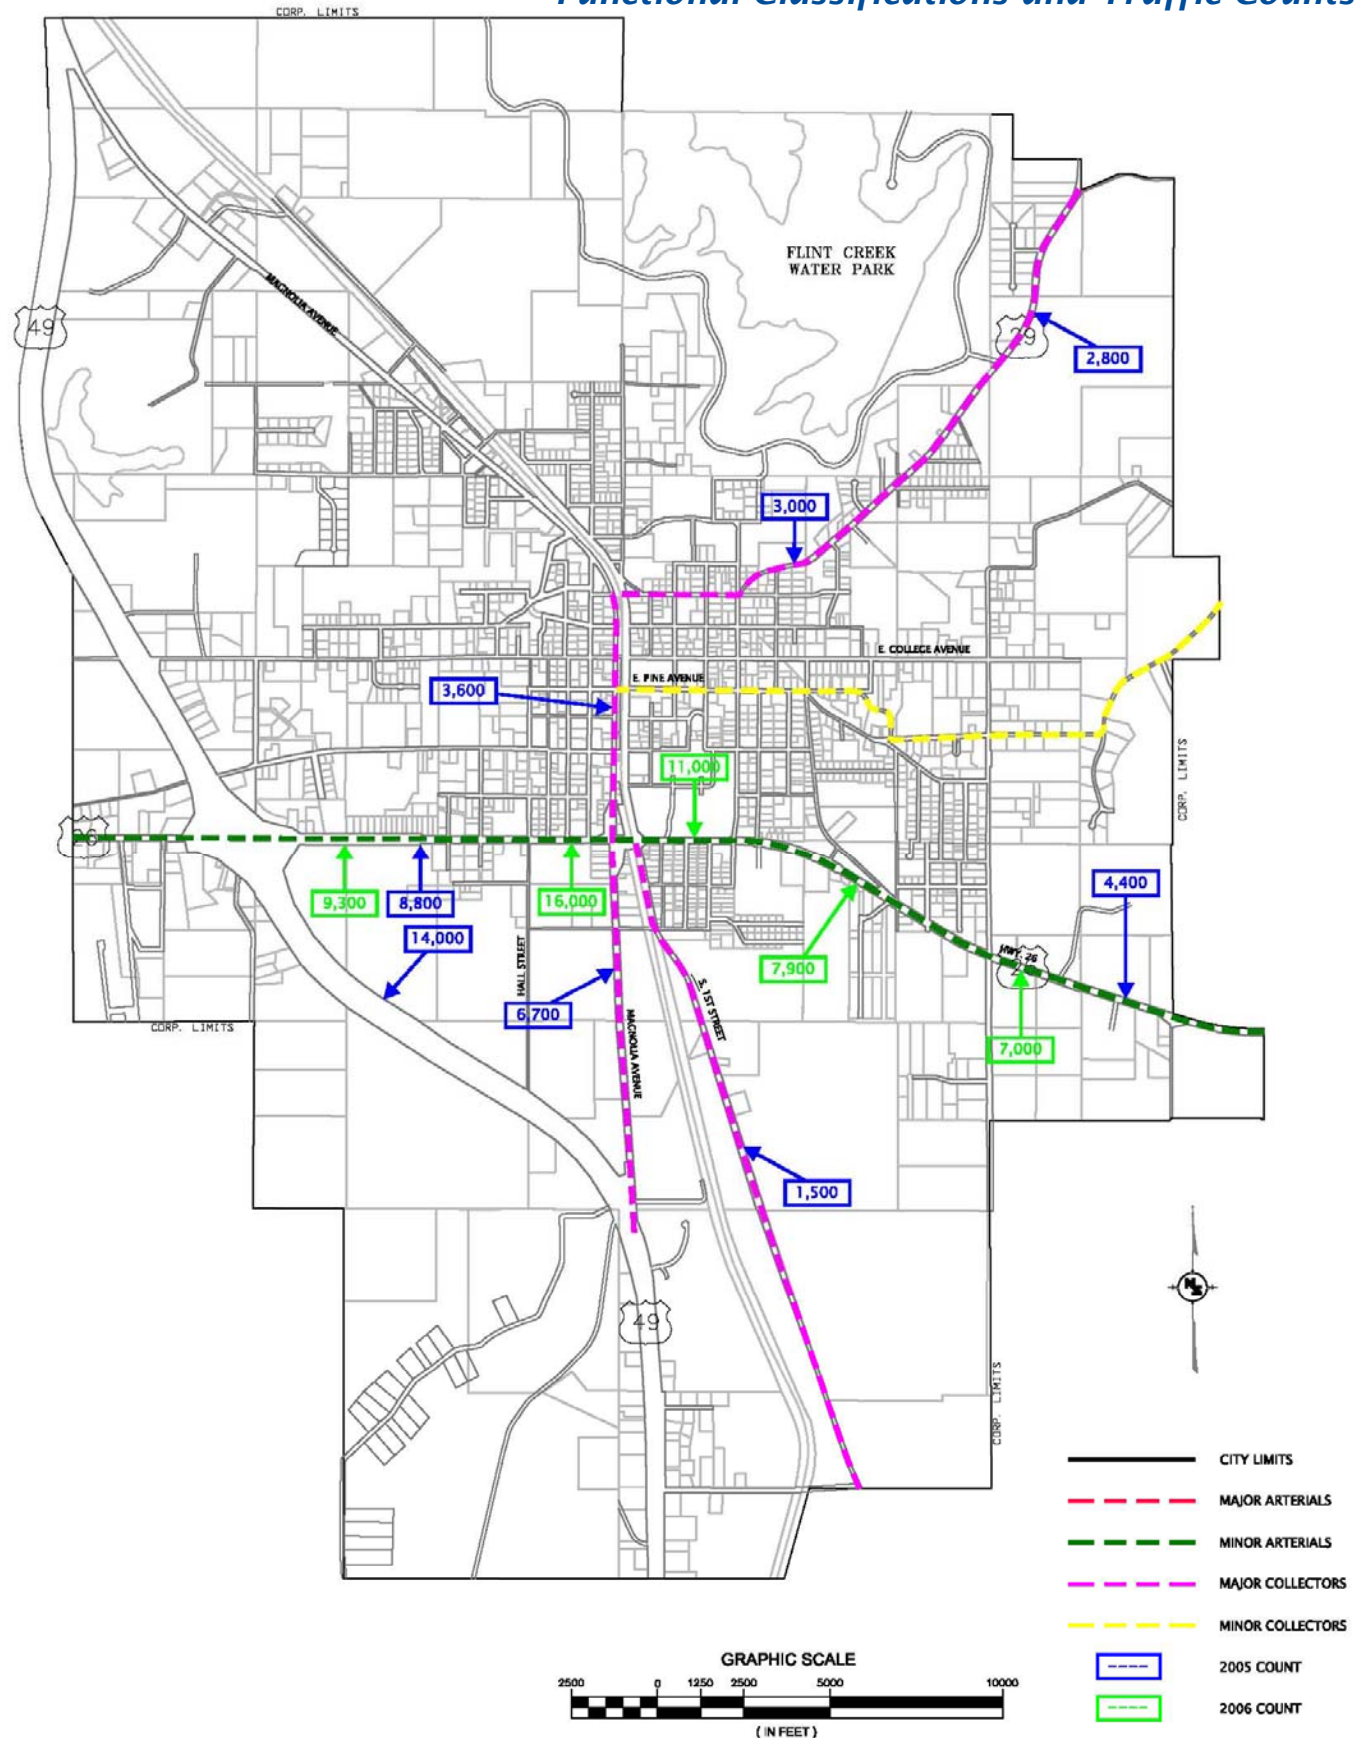 Functional Classifications and Traffic Counts
CORP. LIMITS
FLINT CREEK
WATER PARK
MAGNOLIA AVENUE
49
29
2,800
3,000
E. COLLEGE AVENUE
E. PINE AVENUE
3,600
11,000
CORP. LIMITS
26
9,300
8,800
16,000
4,400
14,000
HALL STREET
7,900
HWY. 26
6,700
S. 1ST STREET
MAGNOLIA AVENUE
7,000
CORP. LIMITS
1,500
49
CORP. LIMITS
CITY LIMITS
MAJOR ARTERIALS
MINOR ARTERIALS
MAJOR COLLECTORS
MINOR COLLECTORS
2005 COUNT
2006 COUNT
GRAPHIC SCALE
2500 0 1250 2500 5000 10000
( IN FEET )